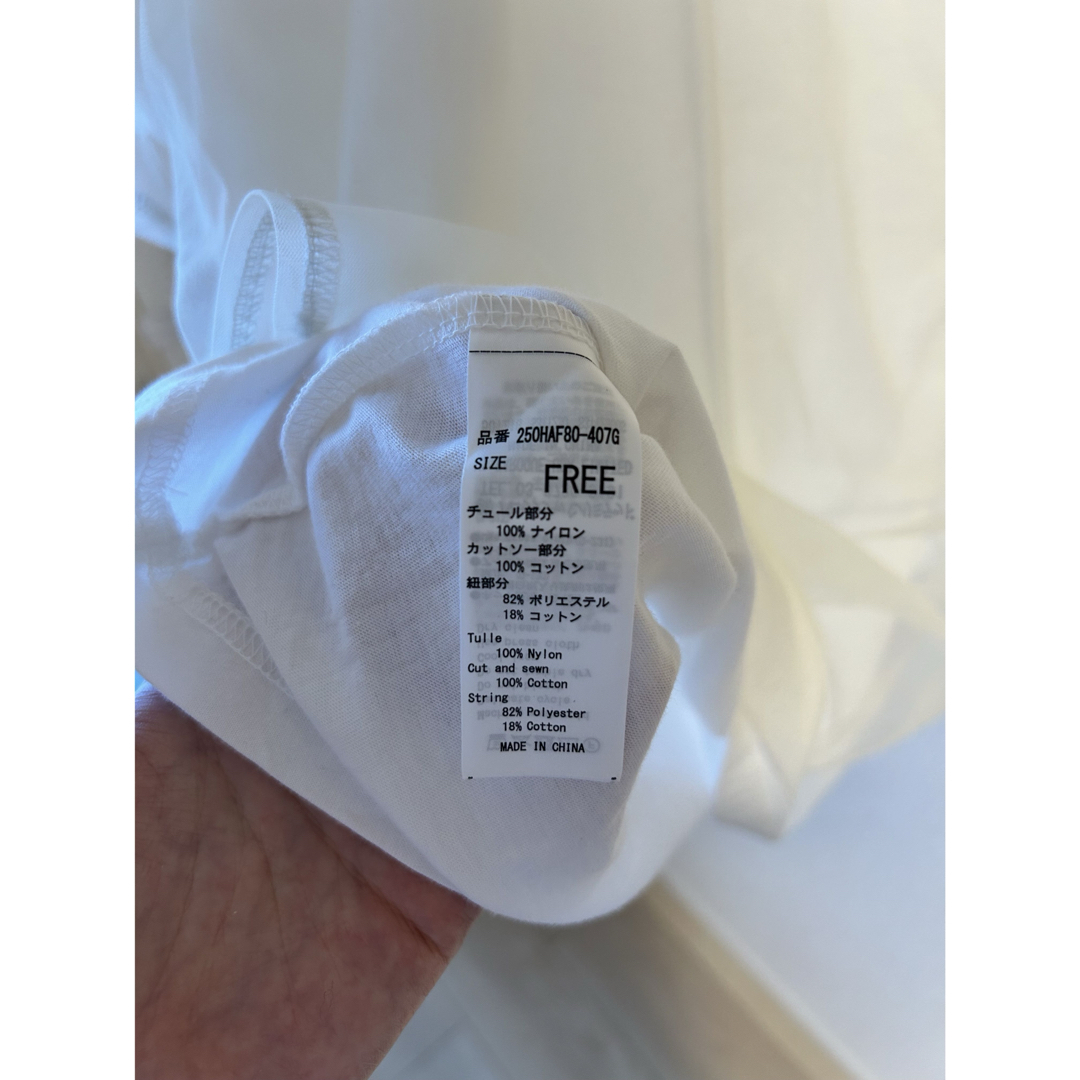 品番 250HAF80-407G
SIZE FREE
チュール部分
100% ナイロン
カットソー部分
100% コットン
紐部分
82% ポリエステル
18% コットン
Tulle
100% Nylon
Cut and sewn
100% Cotton
String
82% Polyester
18% Cotton
MADE IN CHINA